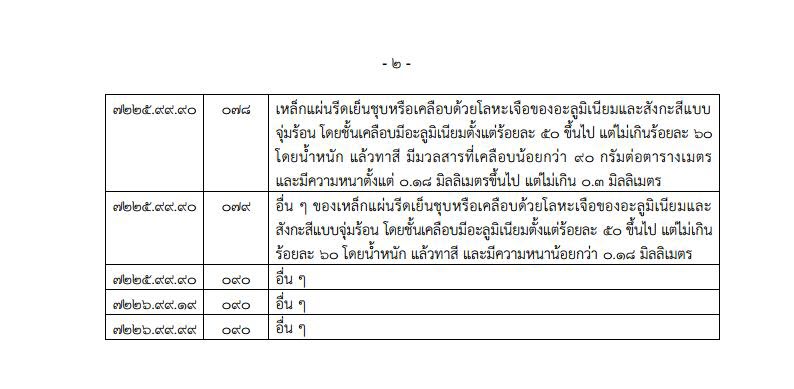 - ๒ -
๗๒๒๕.๙๙.๙๐ ๐๗๘ เหล็กแผ่นรีดเย็นชุบหรือเคลือบด้วยโลหะเจือของอะลูมิเนียมและสังกะสีแบบ
จุ่มร้อน โดยชั้นเคลือบมีอะลูมิเนียมตั้งแต่ร้อยละ ๕๐ ขึ้นไป แต่ไม่เกินร้อยละ ๖๐
โดยน้ำหนัก แล้วทาสี มีมวลสารที่เคลือบน้อยกว่า ๙๐ กรัมต่อตารางเมตร
และมีความหนาตั้งแต่ ๐.๑๘ มิลลิเมตรขึ้นไป แต่ไม่เกิน ๐.๓ มิลลิเมตร
๗๒๒๕.๙๙.๙๐ ๐๗๙ อื่น ๆ ของเหล็กแผ่นรีดเย็นชุบหรือเคลือบด้วยโลหะเจือของอะลูมิเนียมและ
สังกะสีแบบจุ่มร้อน โดยชั้นเคลือบมีอะลูมิเนียมตั้งแต่ร้อยละ ๕๐ ขึ้นไป แต่ไม่เกิน
ร้อยละ ๖๐ โดยน้ำหนัก แล้วทาสี และมีความหนาน้อยกว่า ๐.๑๘ มิลลิเมตร
๗๒๒๕.๙๙.๙๐ ๐๙๐ อื่น ๆ
๗๒๒๖.๙๙.๑๙ ๐๙๐ อื่น ๆ
๗๒๒๖.๙๙.๙๙ ๐๙๐ อื่น ๆ